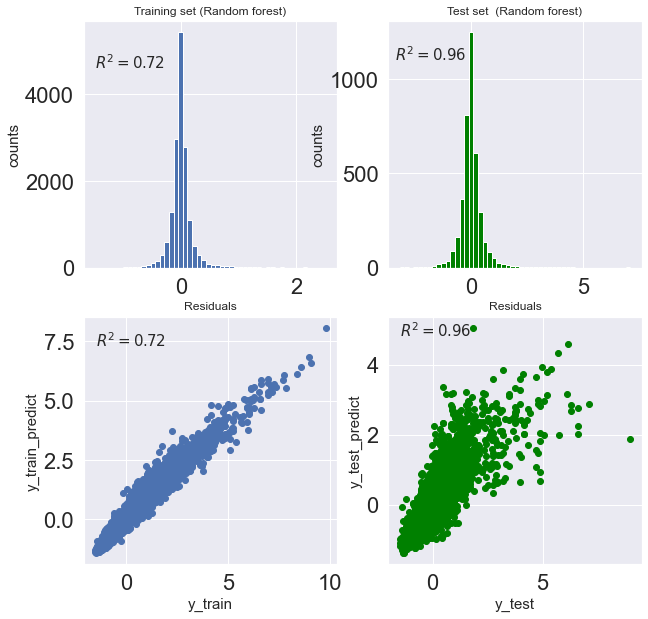 Training set (Random forest)
Test set (Random forest)
R² = 0.72
R² = 0.96
counts
4000
2000
0
0
2
Residuals
counts
1000
500
0
0
5
Residuals
R² = 0.72
y_train_predict
7.5
5.0
2.5
0.0
0
5
10
y_train
R² = 0.96
y_test_predict
4
2
0
0
5
y_test